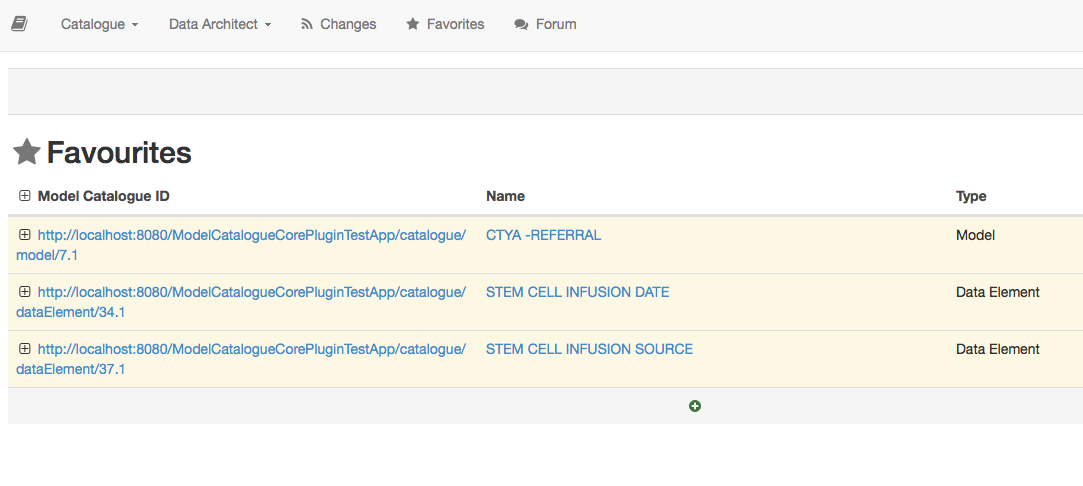 Catalogue Data Architect Changes Favorites Forum
Favourites
Model Catalogue ID Name Type
http://localhost:8080/ModelCatalogueCorePluginTestApp/catalogue/ CTYA -REFERRAL Model
model/7.1
http://localhost:8080/ModelCatalogueCorePluginTestApp/catalogue/ STEM CELL INFUSION DATE Data Element
dataElement/34.1
http://localhost:8080/ModelCatalogueCorePluginTestApp/catalogue/ STEM CELL INFUSION SOURCE Data Element
dataElement/37.1